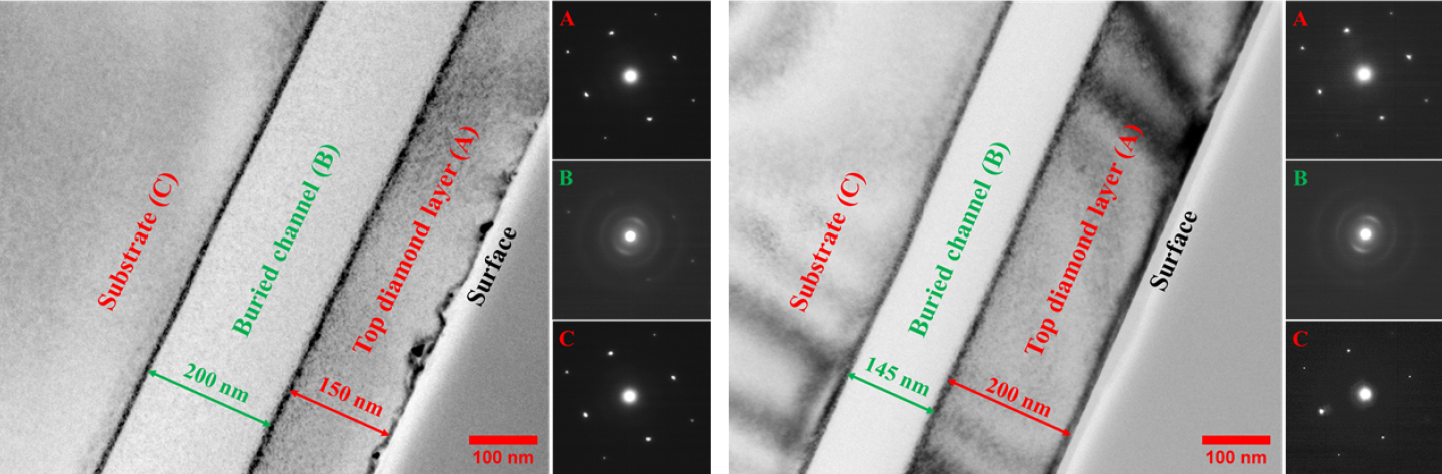 Substrate (C)
Buried channel (B)
Top diamond layer (A)
Surface
200 nm
150 nm
100 nm
A
B
C
Substrate (C)
Buried channel (B)
Top diamond layer (A)
Surface
145 nm
200 nm
100 nm
A
B
C